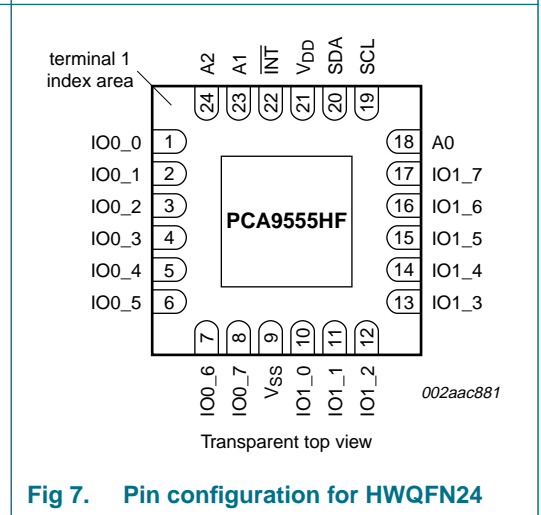 terminal 1
index area
A2
A1
INT
VDD
SDA
SCL
24
23
22
21
20
19
IO0_0 1
IO0_1 2
IO0_2 3
IO0_3 4
IO0_4 5
IO0_5 6
PCA9555HF
18 A0
17 IO1_7
16 IO1_6
15 IO1_5
14 IO1_4
13 IO1_3
7
8
9
10
11
12
IO0_6
IO0_7
VSS
IO1_0
IO1_1
IO1_2
002aac881
Transparent top view
Fig 7. Pin configuration for HWQFN24